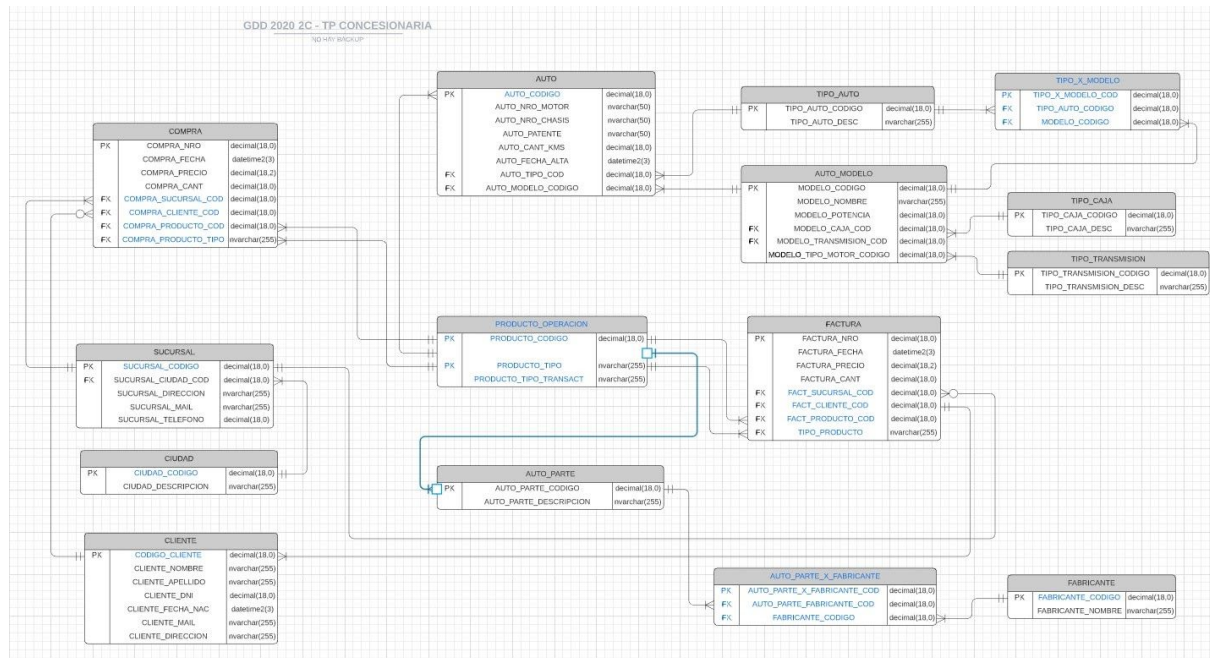 GDD 2020 2C - TP CONCESIONARIA
NO HAY BACKUP
COMPRA
PK COMPRA_NRO decimal(18,0)
COMPRA_FECHA datetime2(3)
COMPRA_PRECIO decimal(18,2)
COMPRA_CANT decimal(18,0)
FK COMPRA_SUCURSAL_COD decimal(18,0)
FK COMPRA_CLIENTE_COD decimal(18,0)
FK COMPRA_PRODUCTO_COD decimal(18,0)
FK COMPRA_PRODUCTO_TIPO nvarchar(255)
SUCURSAL
PK SUCURSAL_CODIGO decimal(18,0)
FK SUCURSAL_CIUDAD_COD decimal(18,0)
SUCURSAL_DIRECCION nvarchar(255)
SUCURSAL_MAIL nvarchar(255)
SUCURSAL_TELEFONO decimal(18,0)
CIUDAD
PK CIUDAD_CODIGO decimal(18,0)
CIUDAD_DESCRIPCION nvarchar(255)
CLIENTE
PK CODIGO_CLIENTE decimal(18,0)
CLIENTE_NOMBRE nvarchar(255)
CLIENTE_APELLIDO nvarchar(255)
CLIENTE_DNI decimal(18,0)
CLIENTE_FECHA_NAC datetime2(3)
CLIENTE_MAIL nvarchar(255)
CLIENTE_DIRECCION nvarchar(255)
AUTO
PK AUTO_CODIGO decimal(18,0)
AUTO_NRO_MOTOR nvarchar(50)
AUTO_NRO_CHASIS nvarchar(50)
AUTO_PATENTE nvarchar(50)
AUTO_CANT_KMS decimal(18,0)
AUTO_FECHA_ALTA datetime2(3)
FK AUTO_TIPO_COD decimal(18,0)
FK AUTO_MODELO_CODIGO decimal(18,0)
PRODUCTO_OPERACION
PK PRODUCTO_CODIGO decimal(18,0)
PK PRODUCTO_TIPO nvarchar(255)
PRODUCTO_TIPO_TRANSACT nvarchar(255)
AUTO_PARTE
PK AUTO_PARTE_CODIGO decimal(18,0)
AUTO_PARTE_DESCRIPCION nvarchar(255)
TIPO_AUTO
PK TIPO_AUTO_CODIGO decimal(18,0)
TIPO_AUTO_DESC nvarchar(255)
TIPO_X_MODELO
PK TIPO_X_MODELO_COD decimal(18,0)
FK TIPO_AUTO_CODIGO decimal(18,0)
FK MODELO_CODIGO decimal(18,0)
AUTO_MODELO
PK MODELO_CODIGO decimal(18,0)
MODELO_NOMBRE nvarchar(255)
MODELO_POTENCIA decimal(18,0)
FK MODELO_CAJA_COD decimal(18,0)
FK MODELO_TRANSMISION_COD decimal(18,0)
MODELO_TIPO_MOTOR_CODIGO decimal(18,0)
TIPO_CAJA
PK TIPO_CAJA_CODIGO decimal(18,0)
TIPO_CAJA_DESC nvarchar(255)
TIPO_TRANSMISION
PK TIPO_TRANSMISION_CODIGO decimal(18,0)
TIPO_TRANSMISION_DESC nvarchar(255)
FACTURA
PK FACTURA_NRO decimal(18,0)
FACTURA_FECHA datetime2(3)
FACTURA_PRECIO decimal(18,2)
FACTURA_CANT decimal(18,0)
FK FACT_SUCURSAL_COD decimal(18,0)
FK FACT_CLIENTE_COD decimal(18,0)
FK FACT_PRODUCTO_COD decimal(18,0)
FK TIPO_PRODUCTO nvarchar(255)
AUTO_PARTE_X_FABRICANTE
PK AUTO_PARTE_X_FABRICANTE_COD decimal(18,0)
FK AUTO_PARTE_FABRICANTE_COD decimal(18,0)
FK FABRICANTE_CODIGO decimal(18,0)
FABRICANTE
PK FABRICANTE_CODIGO decimal(18,0)
FABRICANTE_NOMBRE nvarchar(255)